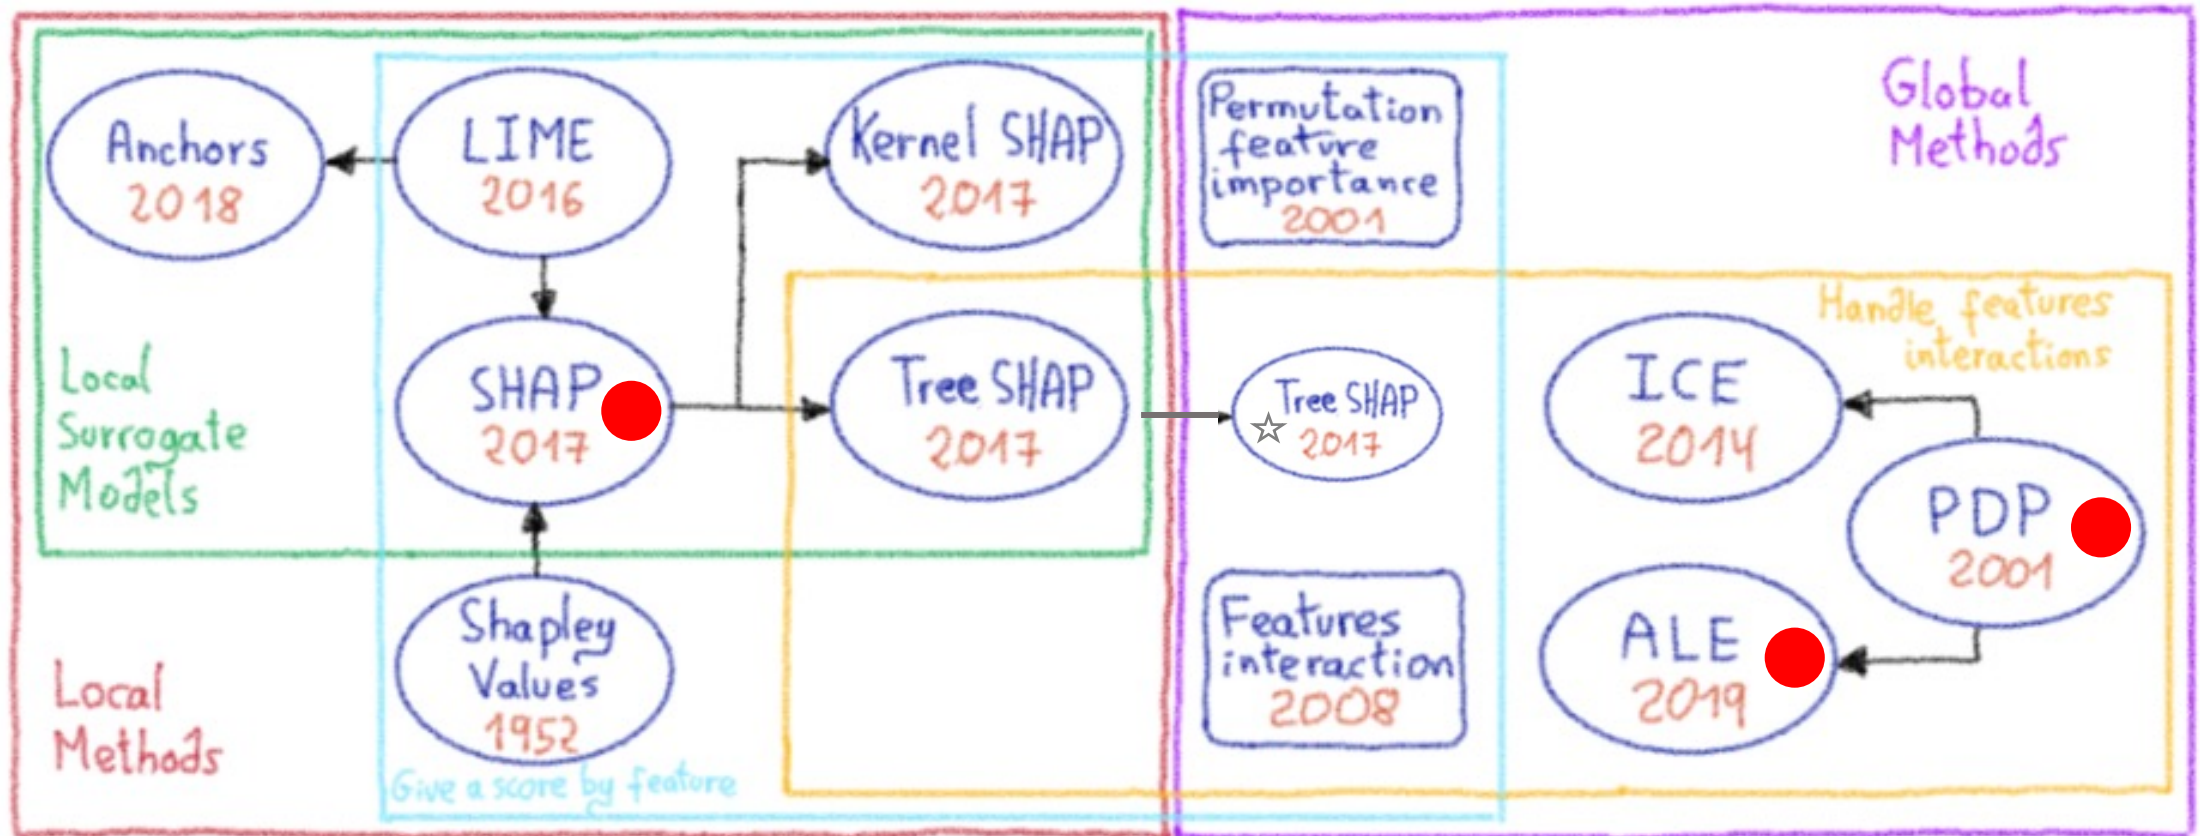 Anchors
2018
LIME
2016
Kernel SHAP
2017
Permutation
feature
importance
2001
Global
Methods
Local
Surrogate
Models
SHAP
2017
Tree SHAP
2017
Tree SHAP
2017
Handle features
interactions
ICE
2014
PDP
2001
Shapley
Values
1952
Features
interaction
2008
ALE
2019
Local
Methods
Give a score by feature